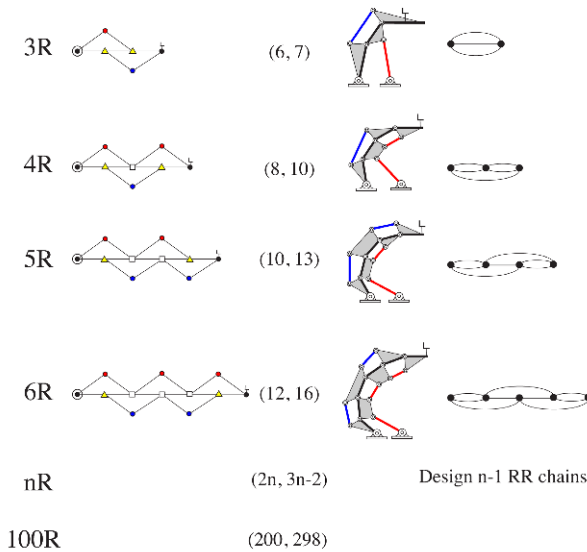 3R (6, 7)
4R (8, 10)
5R (10, 13)
6R (12, 16)
nR (2n, 3n-2) Design n-1 RR chains
100R (200, 298)